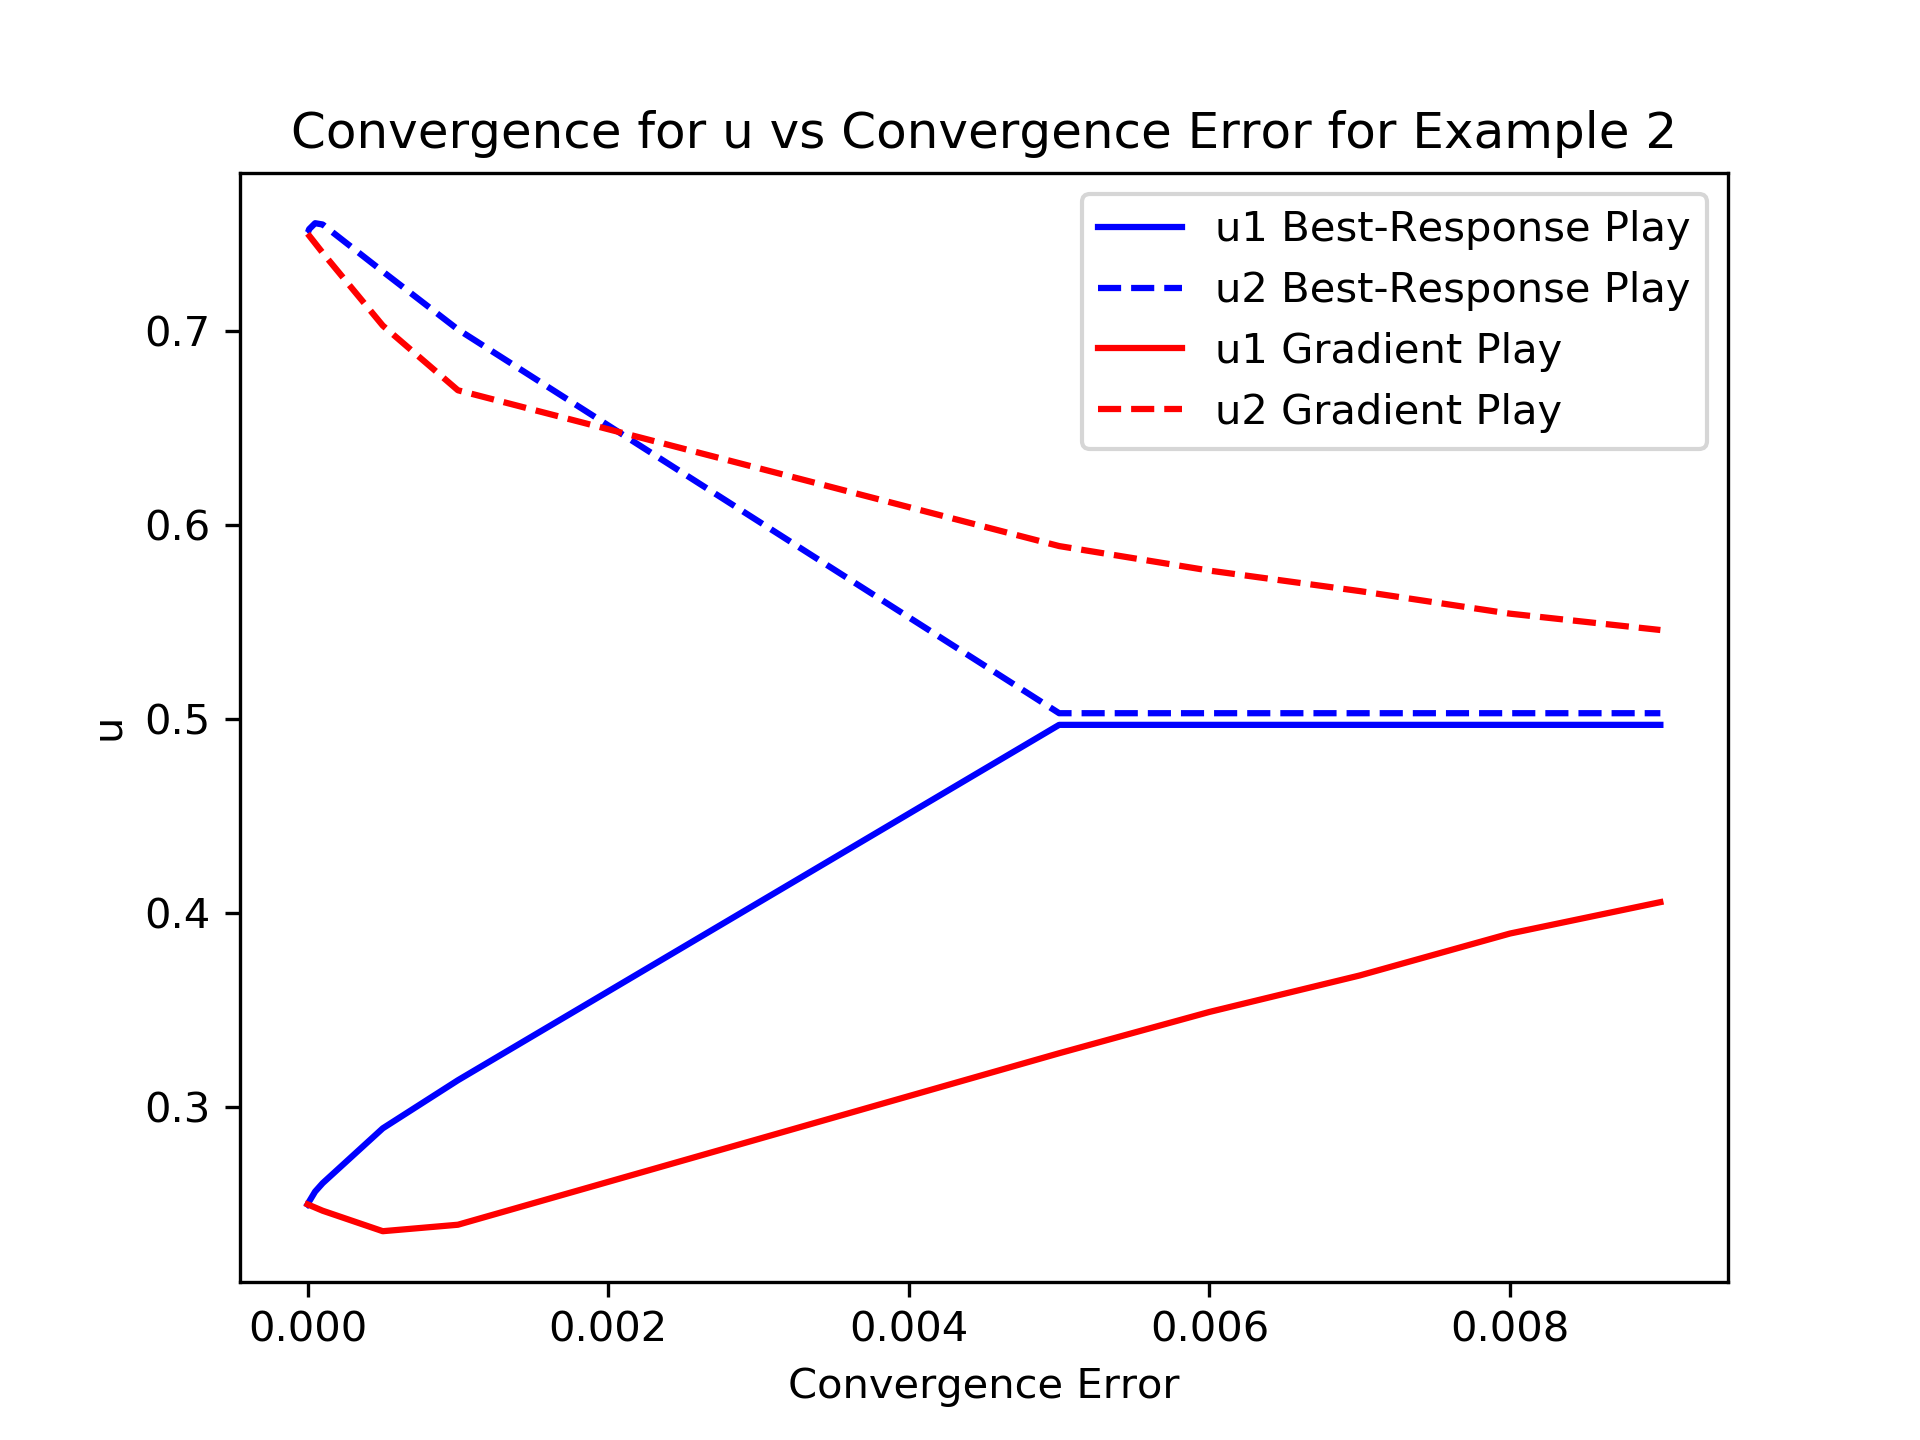 Convergence for u vs Convergence Error for Example 2
u1 Best-Response Play
u2 Best-Response Play
u1 Gradient Play
u2 Gradient Play
0.7
0.6
0.5
0.4
0.3
u
0.000 0.002 0.004 0.006 0.008
Convergence Error